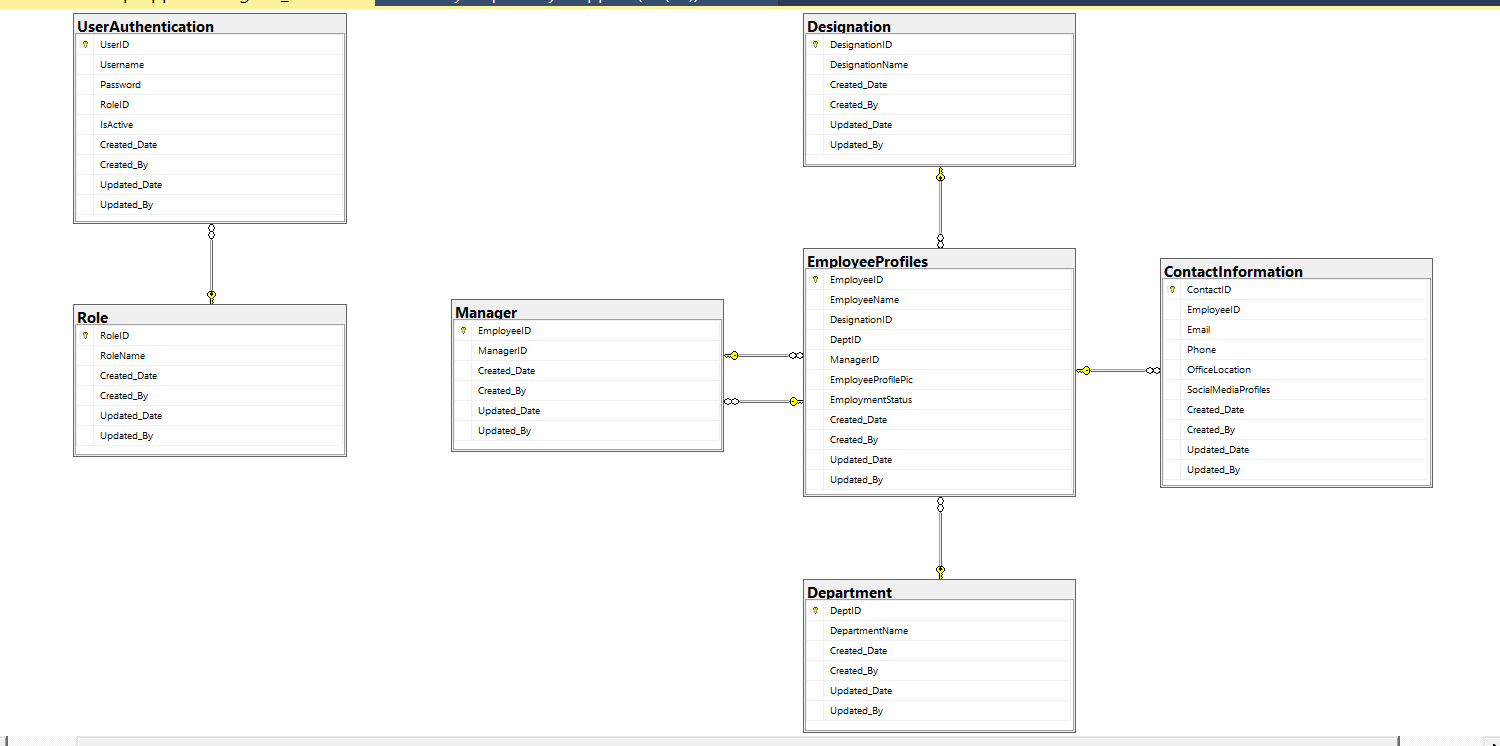 UserAuthentication
UserID
Username
Password
RoleID
IsActive
Created_Date
Created_By
Updated_Date
Updated_By
Role
RoleID
RoleName
Created_Date
Created_By
Updated_Date
Updated_By
Manager
EmployeeID
ManagerID
Created_Date
Created_By
Updated_Date
Updated_By
Designation
DesignationID
DesignationName
Created_Date
Created_By
Updated_Date
Updated_By
EmployeeProfiles
EmployeeID
EmployeeName
DesignationID
DeptID
ManagerID
EmployeeProfilePic
EmploymentStatus
Created_Date
Created_By
Updated_Date
Updated_By
Department
DeptID
DepartmentName
Created_Date
Created_By
Updated_Date
Updated_By
ContactInformation
ContactID
EmployeeID
Email
Phone
OfficeLocation
SocialMediaProfiles
Created_Date
Created_By
Updated_Date
Updated_By